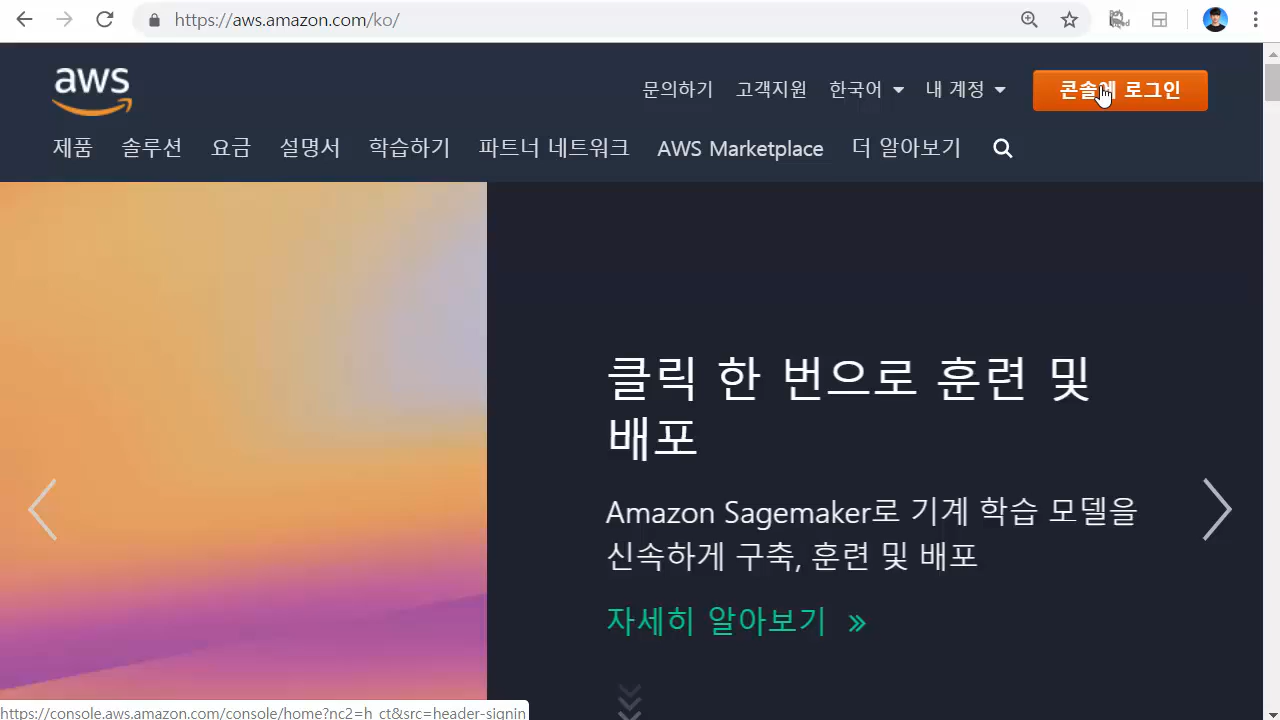 https://aws.amazon.com/ko/
aws
문의하기 고객지원 한국어 내 계정 콘솔에 로그인
제품 솔루션 요금 설명서 학습하기 파트너 네트워크 AWS Marketplace 더 알아보기
클릭 한 번으로 훈련 및
배포
Amazon Sagemaker로 기계 학습 모델을
신속하게 구축, 훈련 및 배포
자세히 알아보기 »
https://console.aws.amazon.com/console/home?nc2=h_ct&src=header-signin